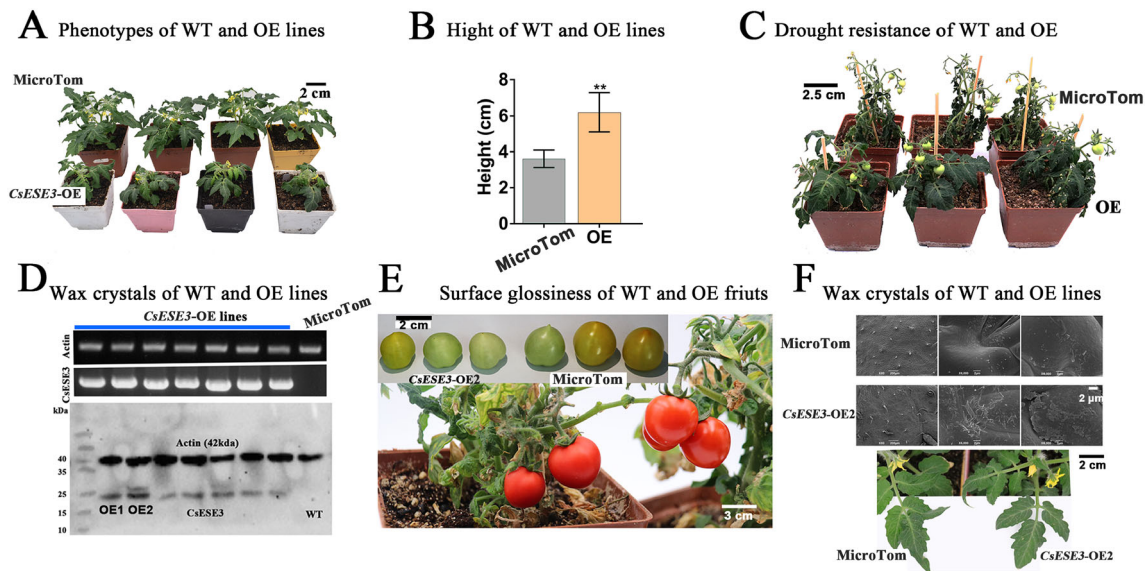 A Phenotypes of WT and OE lines
MicroTom
2 cm
CsESE3-OE
B Hight of WT and OE lines
Height (cm)
10
8
6
4
2
0
**
MicroTom
OE
C Drought resistance of WT and OE
2.5 cm
MicroTom
OE
D Wax crystals of WT and OE lines
CsESE3-OE lines
MicroTom
Actin
CsESE3
kDa
Actin (42kda)
40
35
25
15
10
OE1 OE2
CsESE3
WT
E Surface glossiness of WT and OE friuts
2 cm
CsESE3-OE2
MicroTom
3 cm
F Wax crystals of WT and OE lines
MicroTom
CsESE3-OE2
2 μm
2 cm
MicroTom
CsESE3-OE2